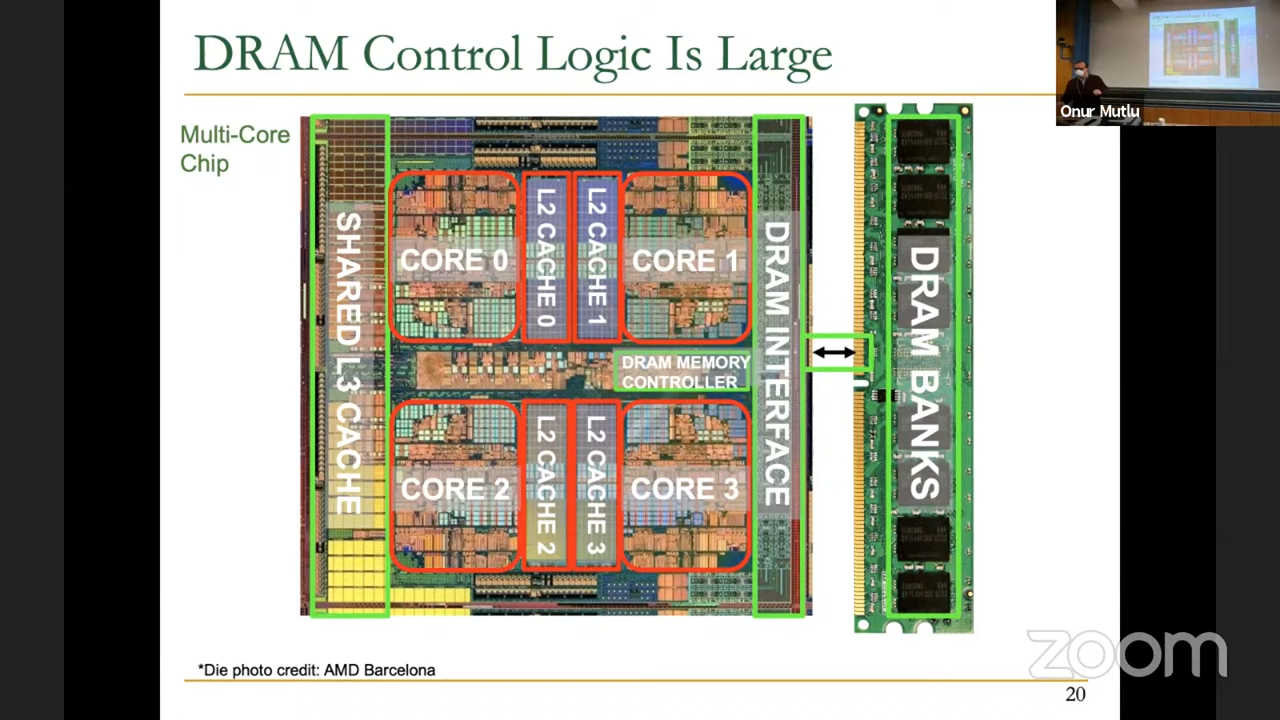 DRAM Control Logic Is Large
Onur Mutlu
Multi-Core
Chip
SHARED L3 CACHE
CORE 0
L2 CACHE 0
L2 CACHE 1
CORE 1
DRAM INTERFACE
DRAM BANKS
DRAM MEMORY
CONTROLLER
CORE 2
L2 CACHE 2
L2 CACHE 3
CORE 3
zoom
*Die photo credit: AMD Barcelona
20